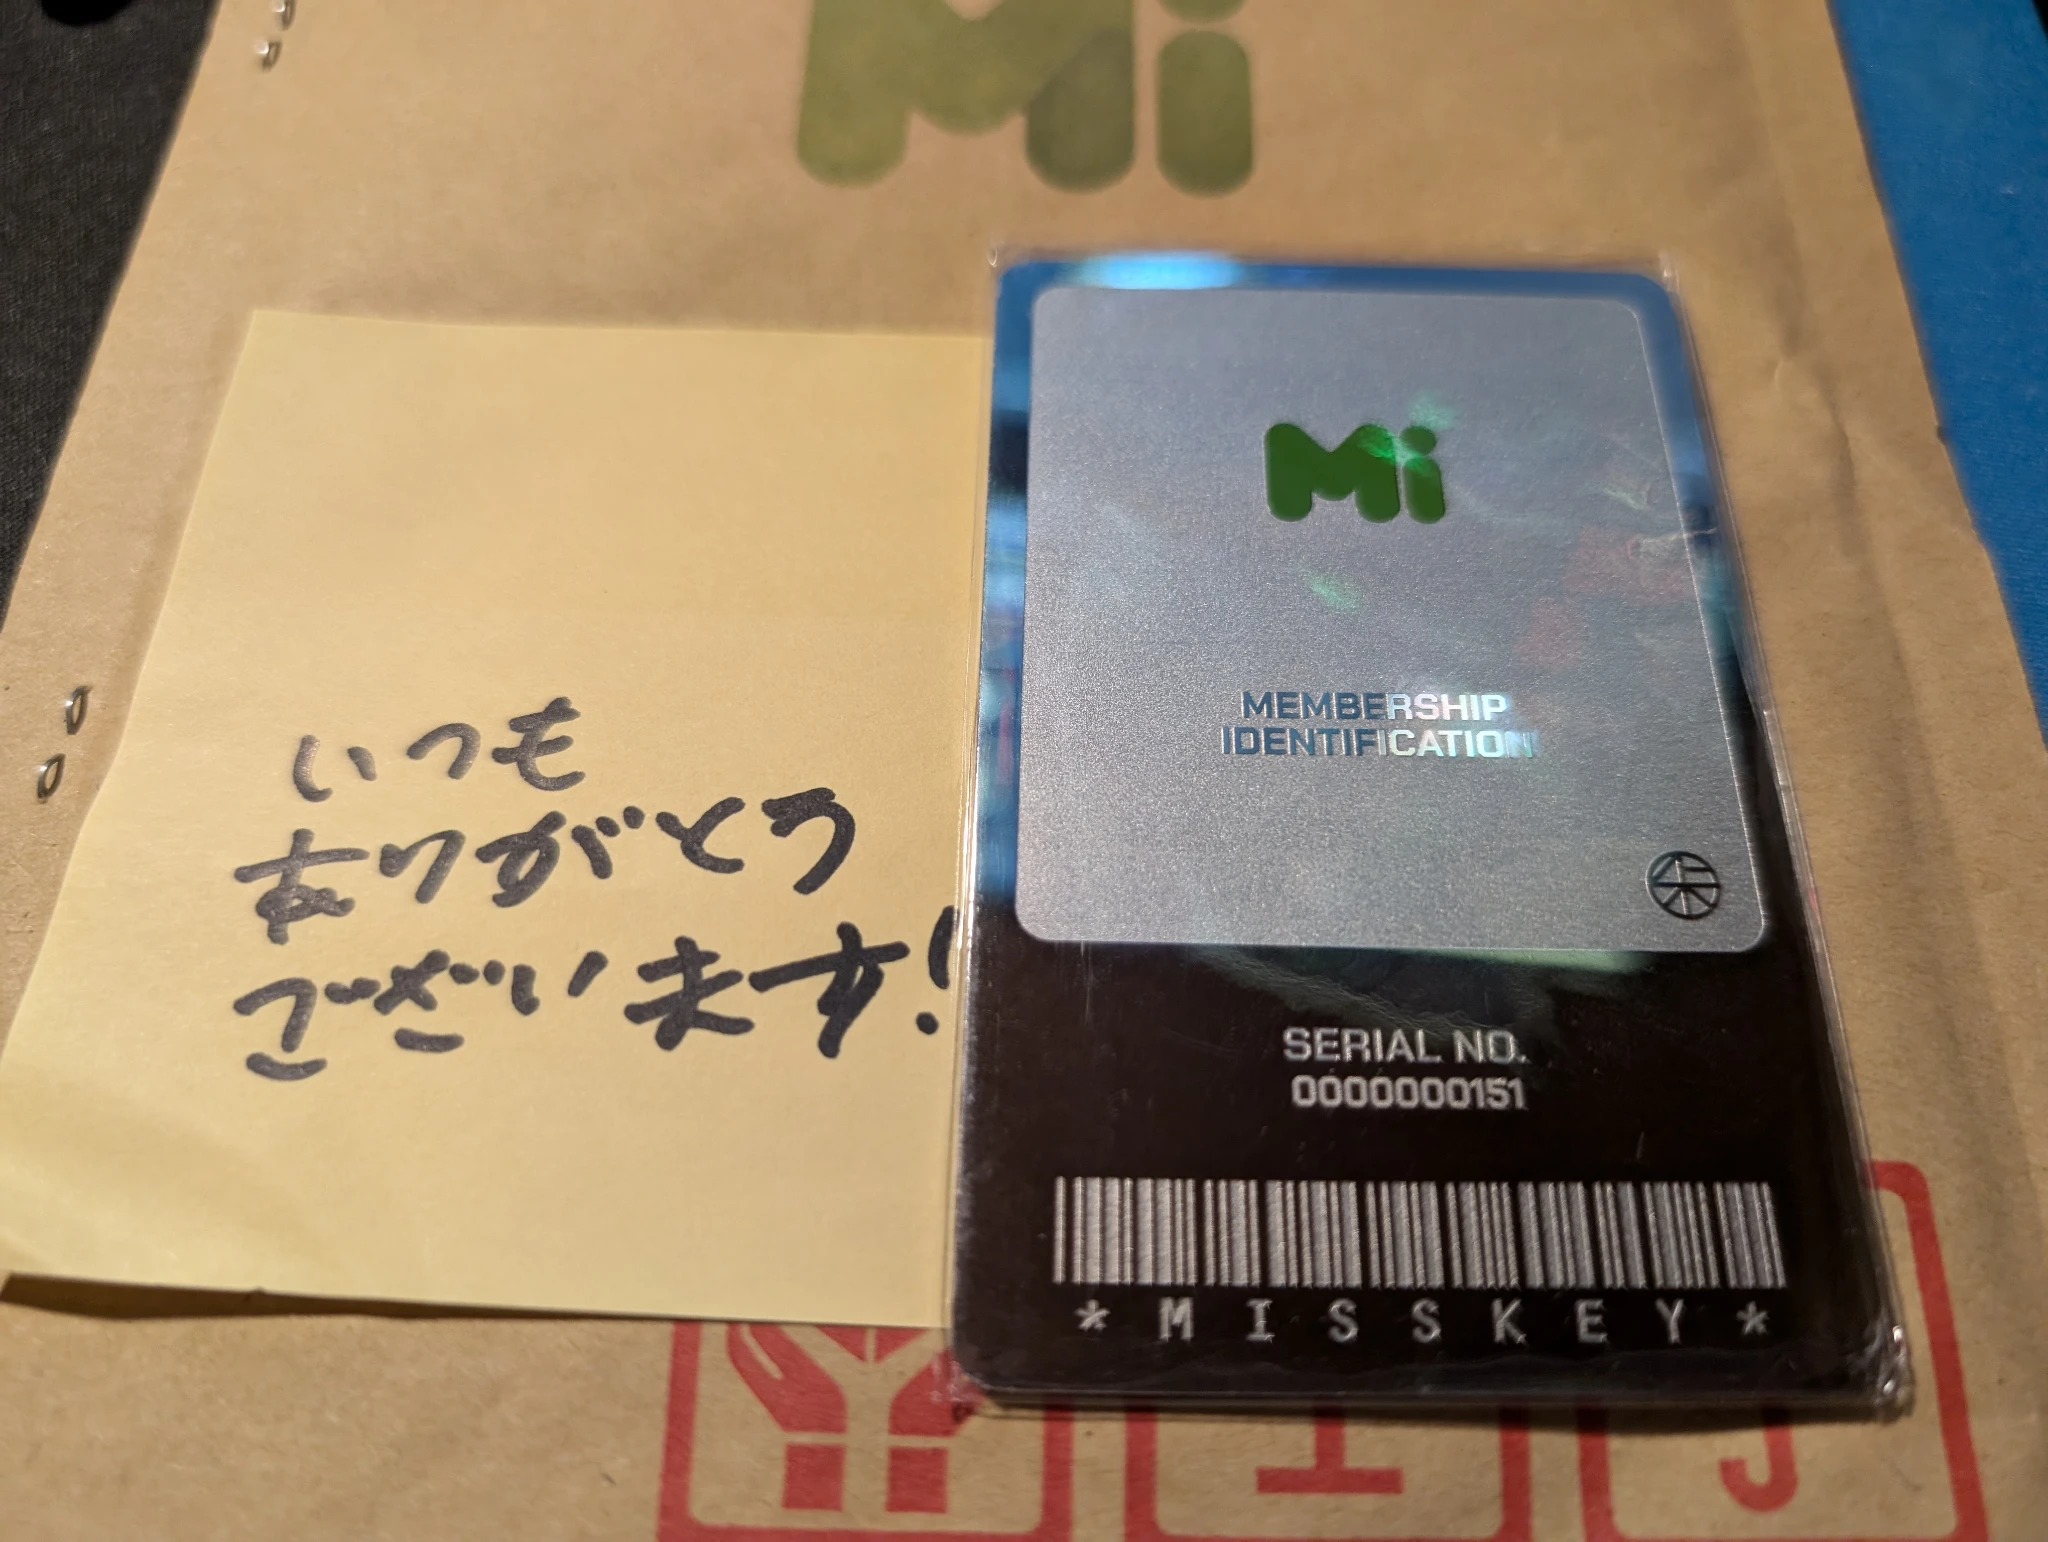 Mi
いつも
ありがとう
ございます!
Mi
MEMBERSHIP
IDENTIFICATION
SERIAL NO.
0000000151
* M I S S K E Y *